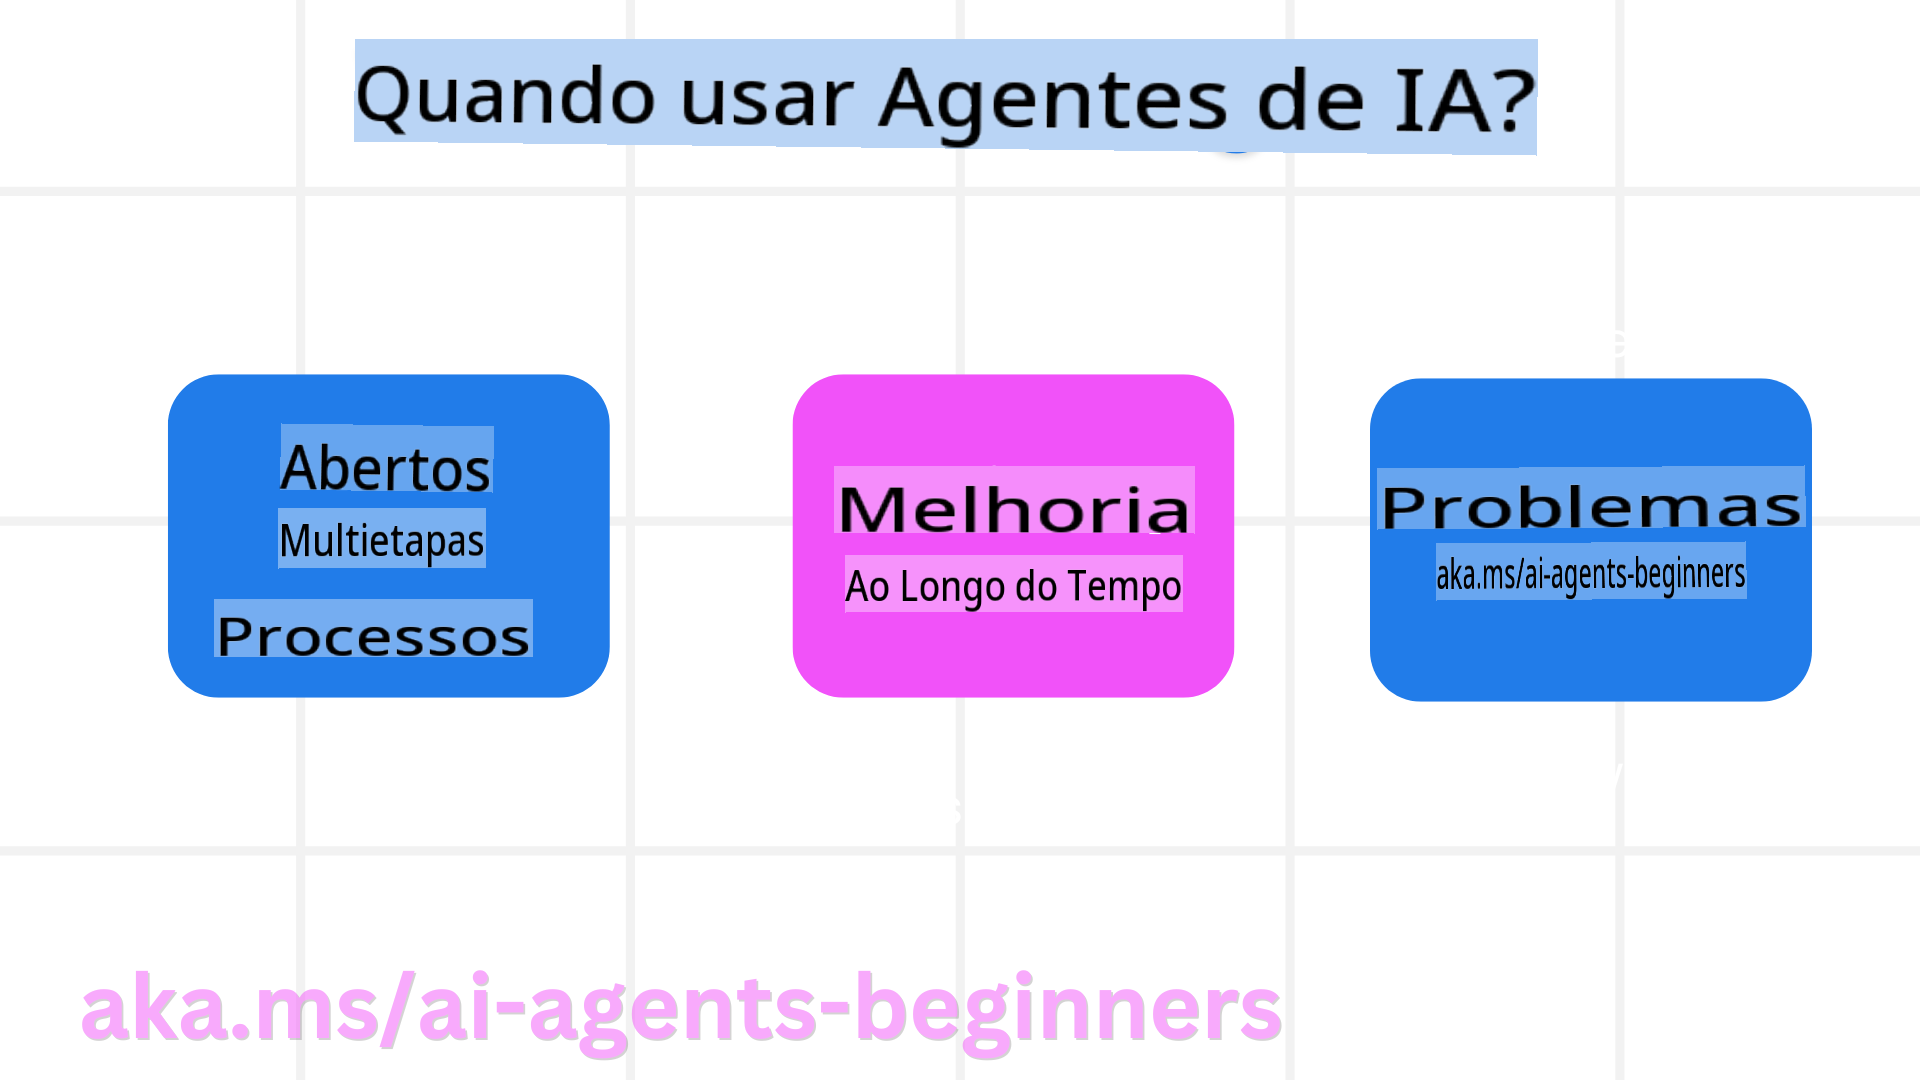 Quando usar Agentes de IA?
Abertos
Problemas
Multietapas
Processos
Melhoria
Ao Longo do Tempo
aka.ms/ai-agents-beginners
aka.ms/ai-agents-beginners